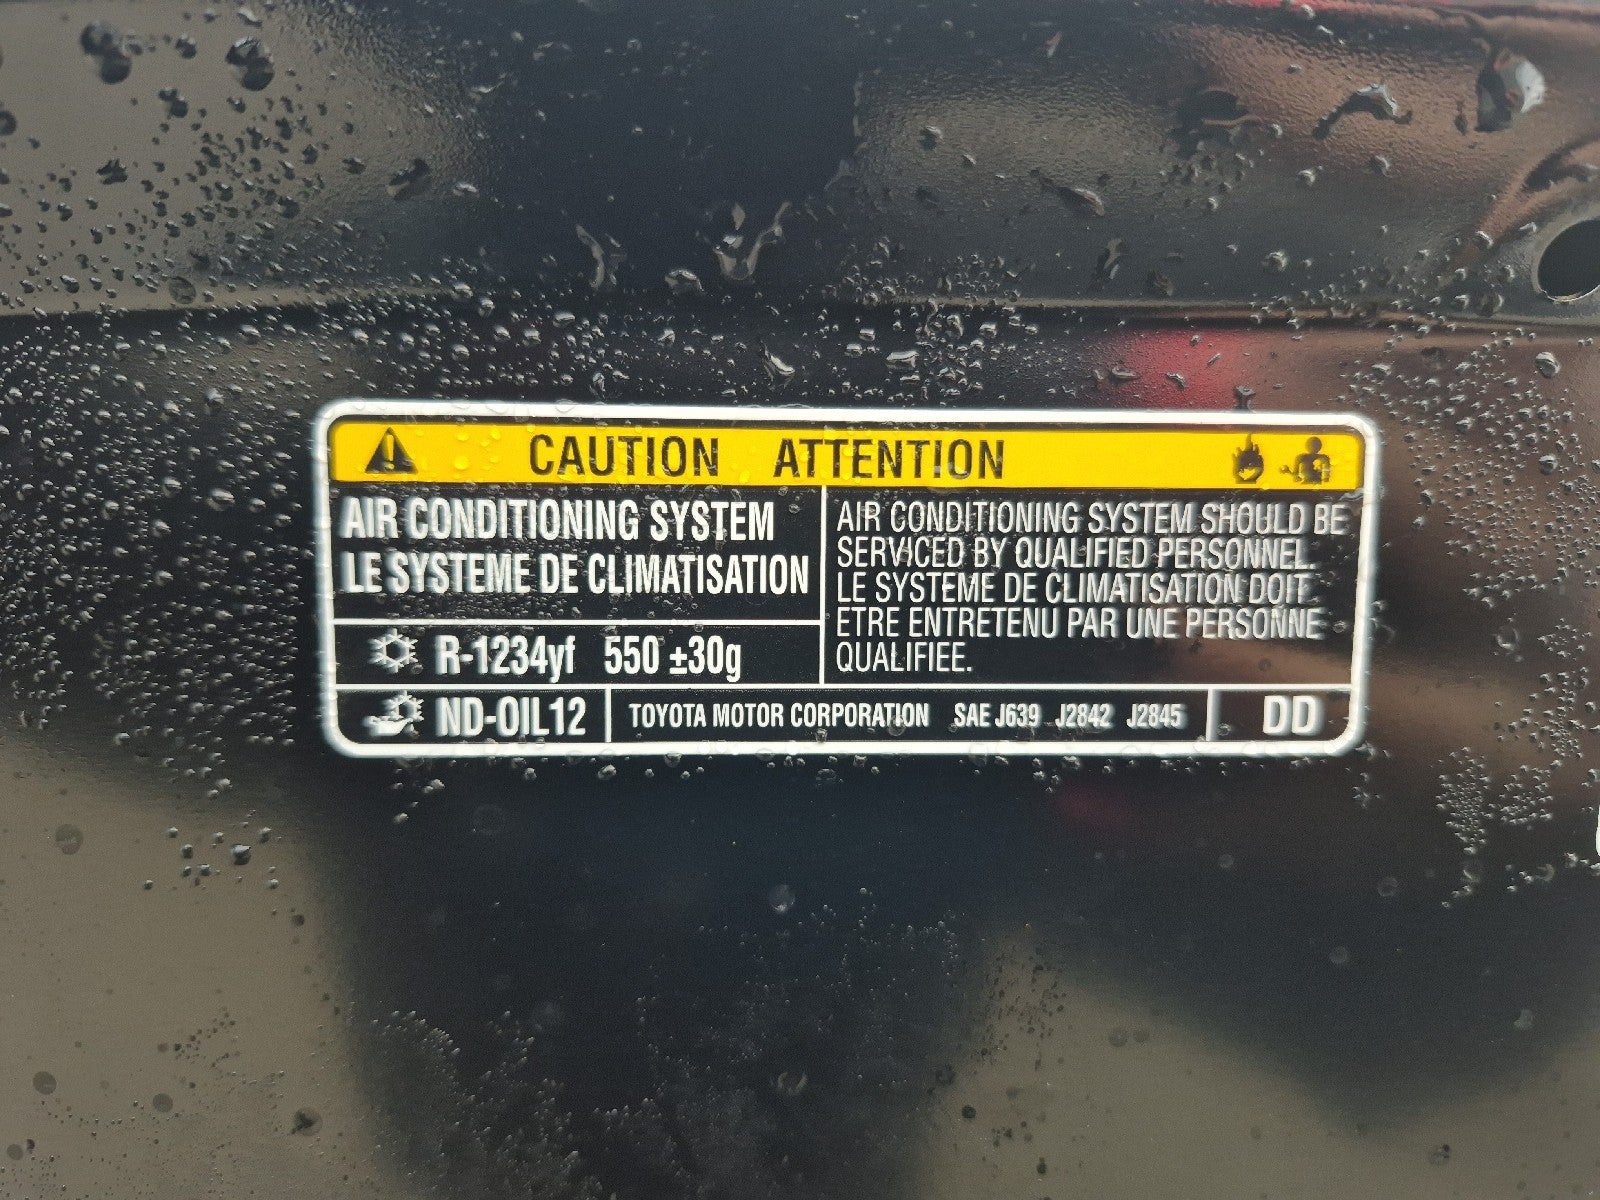 CAUTION ATTENTION
AIR CONDITIONING SYSTEM
LE SYSTEME DE CLIMATISATION
R-1234yf 550 ±30g
AIR CONDITIONING SYSTEM SHOULD BE
SERVICED BY QUALIFIED PERSONNEL.
LE SYSTEME DE CLIMATISATION DOIT
ETRE ENTRETENU PAR UNE PERSONNE
QUALIFIEE.
ND-OIL12
TOYOTA MOTOR CORPORATION SAE J639 J2842 J2845
DD